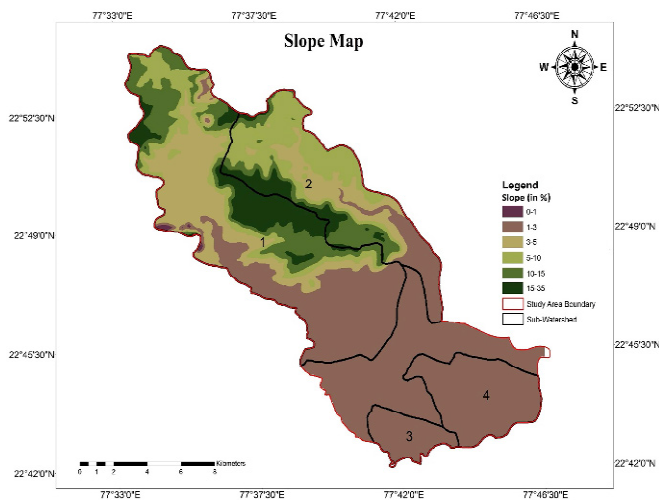 77°33'0"E 77°37'30"E 77°42'0"E 77°46'30"E
Slope Map
N
W E
S
22°52'30"N 22°52'30"N
2
Legend
Slope (in %)
0-1
1-3
3-5
5-10
10-15
15-35
Study Area Boundary
Sub-Watershed
22°49'0"N 22°49'0"N
1
22°45'30"N 22°45'30"N
4
3
Kilometers
0 1 2 4 6 8
22°42'0"N 22°42'0"N
77°33'0"E 77°37'30"E 77°42'0"E 77°46'30"E